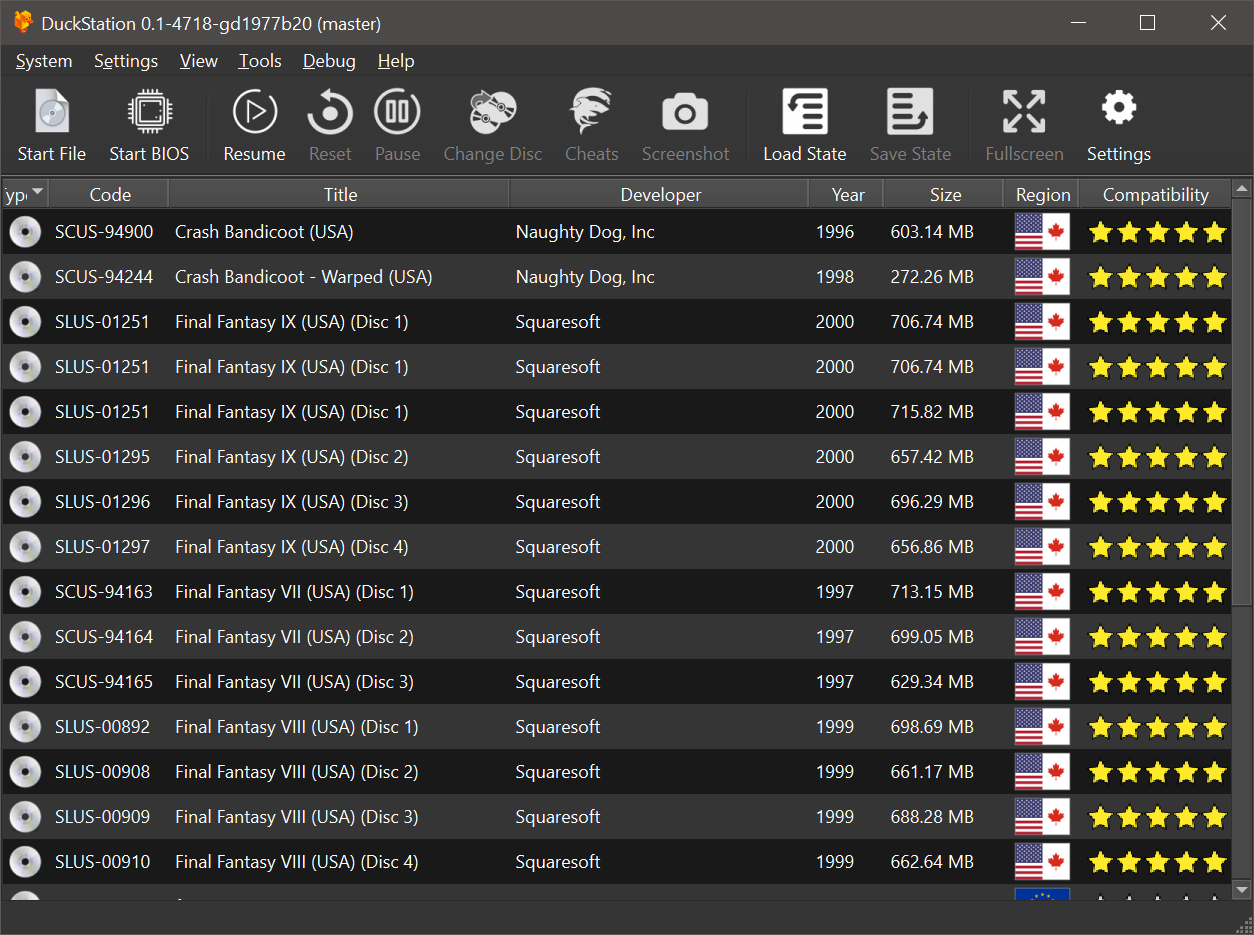 DuckStation 0.1-4718-gd1977b20 (master)
System Settings View Tools Debug Help
Start File Start BIOS Resume Reset Pause Change Disc Cheats Screenshot Load State Save State Fullscreen Settings
Code Title Developer Year Size Region Compatibility
SCUS-94900 Crash Bandicoot (USA) Naughty Dog, Inc 1996 603.14 MB
SCUS-94244 Crash Bandicoot - Warped (USA) Naughty Dog, Inc 1998 272.26 MB
SLUS-01251 Final Fantasy IX (USA) (Disc 1) Squaresoft 2000 706.74 MB
SLUS-01251 Final Fantasy IX (USA) (Disc 1) Squaresoft 2000 706.74 MB
SLUS-01251 Final Fantasy IX (USA) (Disc 1) Squaresoft 2000 715.82 MB
SLUS-01295 Final Fantasy IX (USA) (Disc 2) Squaresoft 2000 657.42 MB
SLUS-01296 Final Fantasy IX (USA) (Disc 3) Squaresoft 2000 696.29 MB
SLUS-01297 Final Fantasy IX (USA) (Disc 4) Squaresoft 2000 656.86 MB
SCUS-94163 Final Fantasy VII (USA) (Disc 1) Squaresoft 1997 713.15 MB
SCUS-94164 Final Fantasy VII (USA) (Disc 2) Squaresoft 1997 699.05 MB
SCUS-94165 Final Fantasy VII (USA) (Disc 3) Squaresoft 1997 629.34 MB
SLUS-00892 Final Fantasy VIII (USA) (Disc 1) Squaresoft 1999 698.69 MB
SLUS-00908 Final Fantasy VIII (USA) (Disc 2) Squaresoft 1999 661.17 MB
SLUS-00909 Final Fantasy VIII (USA) (Disc 3) Squaresoft 1999 688.28 MB
SLUS-00910 Final Fantasy VIII (USA) (Disc 4) Squaresoft 1999 662.64 MB